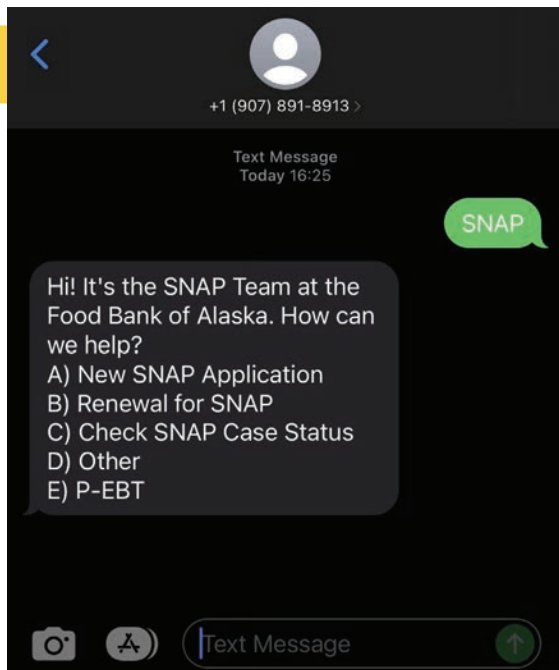 +1 (907) 891-8913 >
Text Message
Today 16:25
SNAP
Hi! It's the SNAP Team at the
Food Bank of Alaska. How can
we help?
A) New SNAP Application
B) Renewal for SNAP
C) Check SNAP Case Status
D) Other
E) P-EBT
Text Message